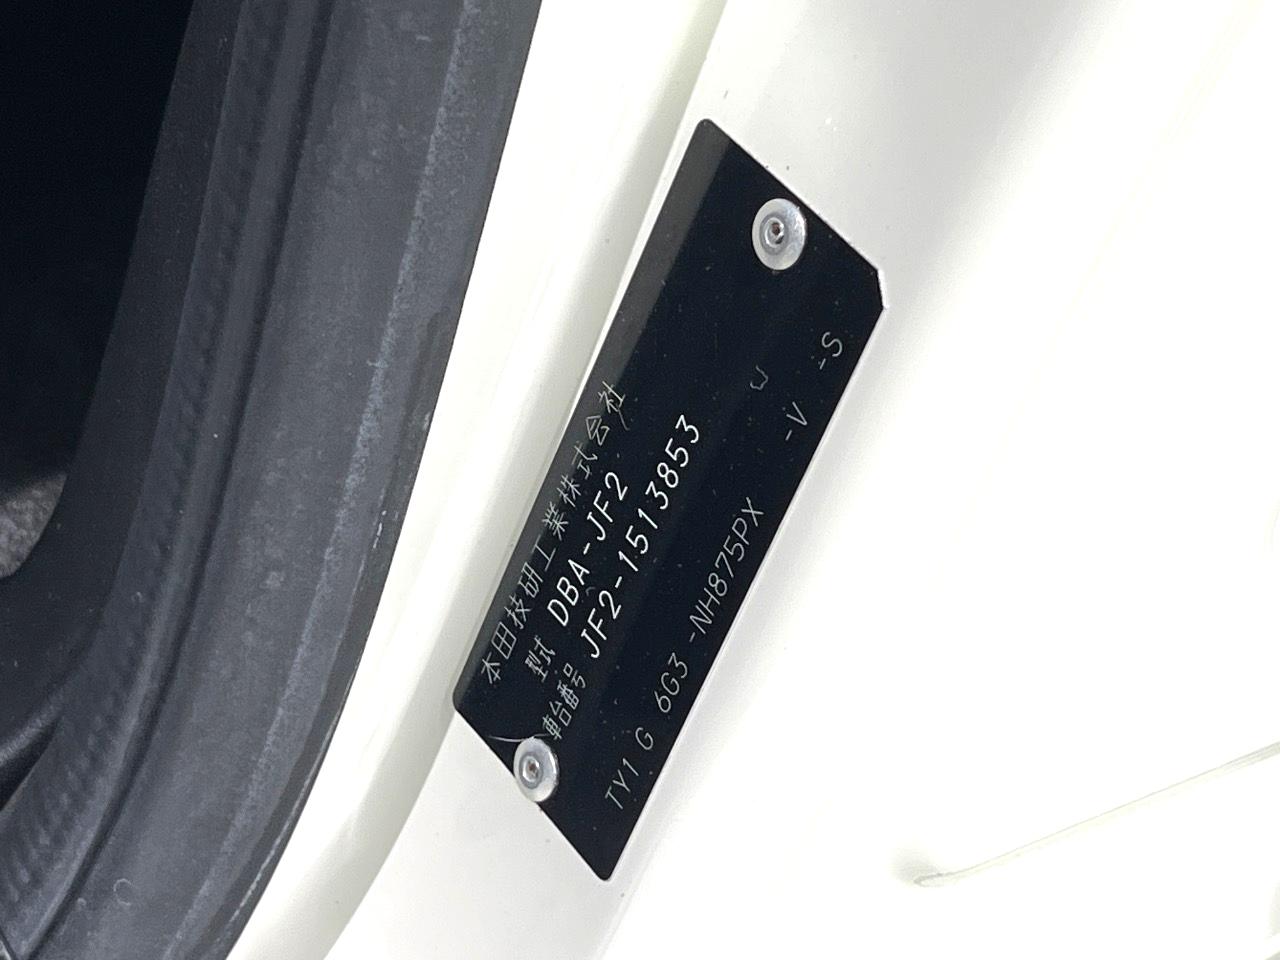 本田技研工業株式会社
型式 DBA-JF2
車台番号 JF2-1513853
W
TY1 G 6G3 -NH875PX -V -S